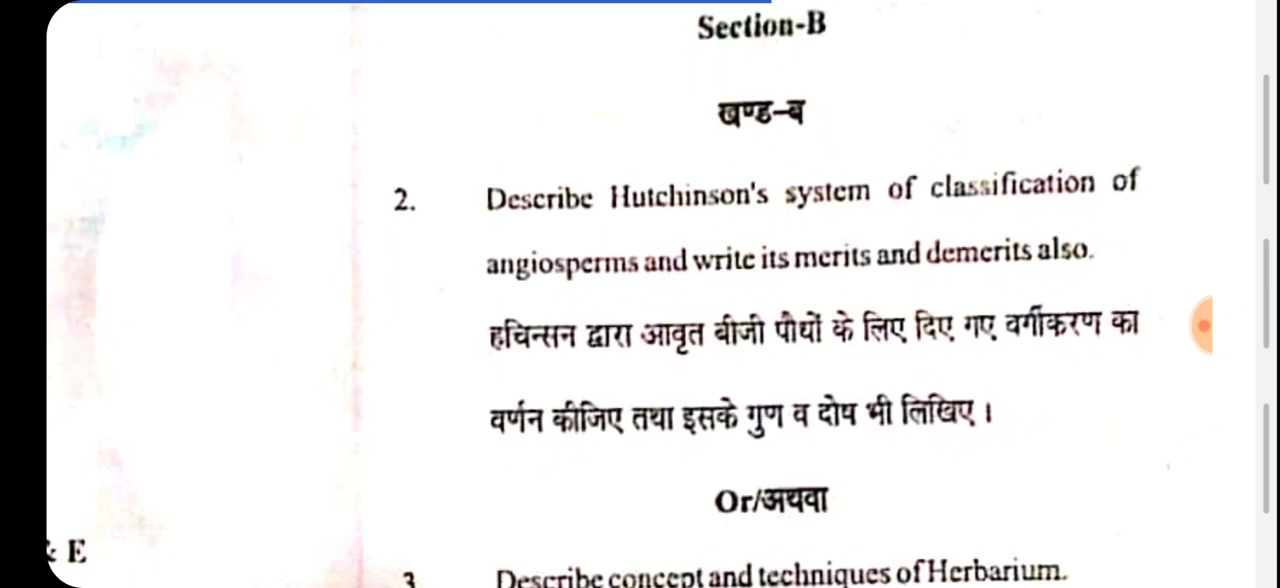 Section-B
खण्ड-ब
2. Describe Hutchinson's system of classification of
angiosperms and write its merits and demerits also.
हचिन्सन द्वारा आवृत बीजी पौधों के लिए दिए गए वर्गीकरण का
वर्णन कीजिए तथा इसके गुण व दोष भी लिखिए ।
Or/अथवा
& E
3 Describe concept and techniques of Herbarium.